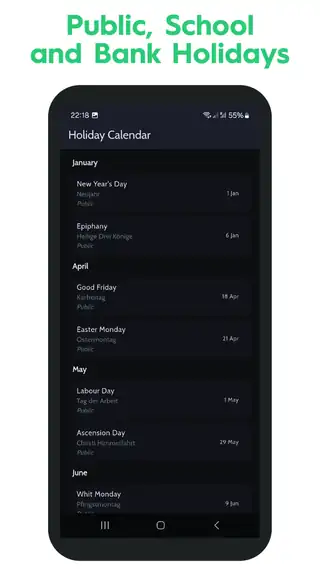 Public, School
and Bank Holidays
22:18
55%
Holiday Calendar
January
New Year's Day
Neujahr
Public
1 Jan
Epiphany
Heilige Drei Könige
Public
6 Jan
April
Good Friday
Karfreitag
Public
18 Apr
Easter Monday
Ostermontag
Public
21 Apr
May
Labour Day
Tag der Arbeit
Public
1 May
Ascension Day
Christi Himmelfahrt
Public
29 May
June
Whit Monday
Pfingstmontag
Public
9 Jun